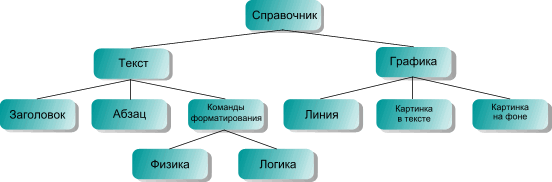 Справочник
Текст
Графика
Заголовок
Абзац
Команды
форматирования
Линия
Картинка
в тексте
Картинка
на фоне
Физика
Логика